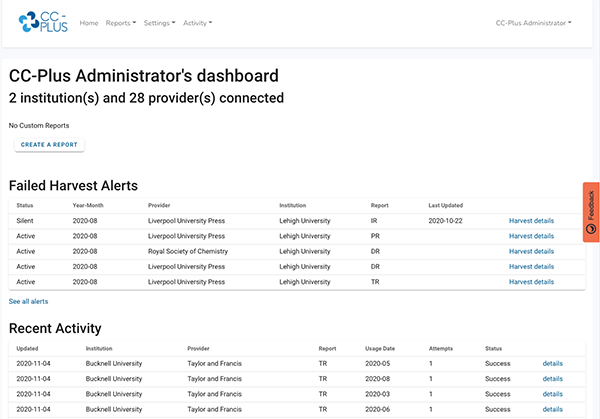 CC-PLUS Home Reports Settings Activity CC-Plus Administrator
CC-Plus Administrator's dashboard
2 institution(s) and 28 provider(s) connected
No Custom Reports
CREATE A REPORT
Feedback
Failed Harvest Alerts
Status Year-Month Provider Institution Report Last Updated
Silent 2020-08 Liverpool University Press Lehigh University IR 2020-10-22 Harvest details
Active 2020-08 Liverpool University Press Lehigh University PR Harvest details
Active 2020-08 Royal Society of Chemistry Lehigh University DR Harvest details
Active 2020-08 Liverpool University Press Lehigh University DR Harvest details
Active 2020-08 Liverpool University Press Lehigh University TR Harvest details
See all alerts
Recent Activity
Updated Institution Provider Report Usage Date Attempts Status
2020-11-04 Bucknell University Taylor and Francis TR 2020-05 1 Success details
2020-11-04 Bucknell University Taylor and Francis TR 2020-08 1 Success details
2020-11-04 Bucknell University Taylor and Francis TR 2020-03 1 Success details
2020-11-04 Bucknell University Taylor and Francis TR 2020-06 1 Success details